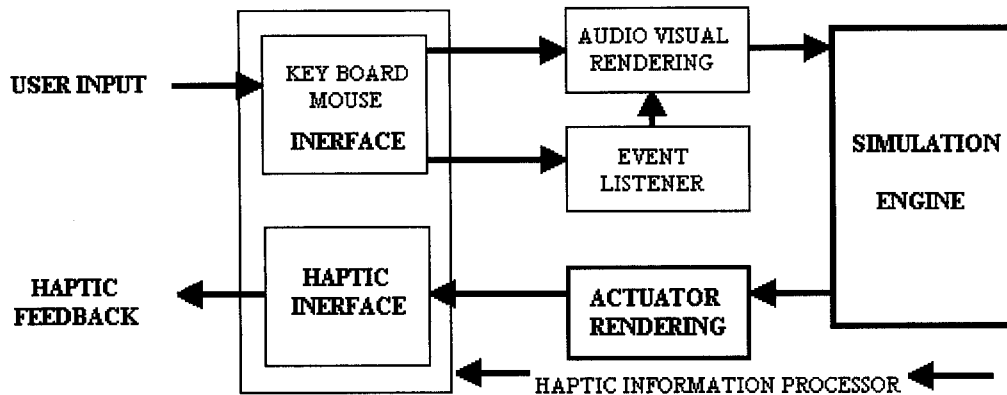 USER INPUT
KEY BOARD
MOUSE
INERFACE
AUDIO VISUAL
RENDERING
EVENT
LISTENER
SIMULATION
ENGINE
HAPTIC
FEEDBACK
HAPTIC
INERFACE
ACTUATOR
RENDERING
HAPTIC INFORMATION PROCESSOR